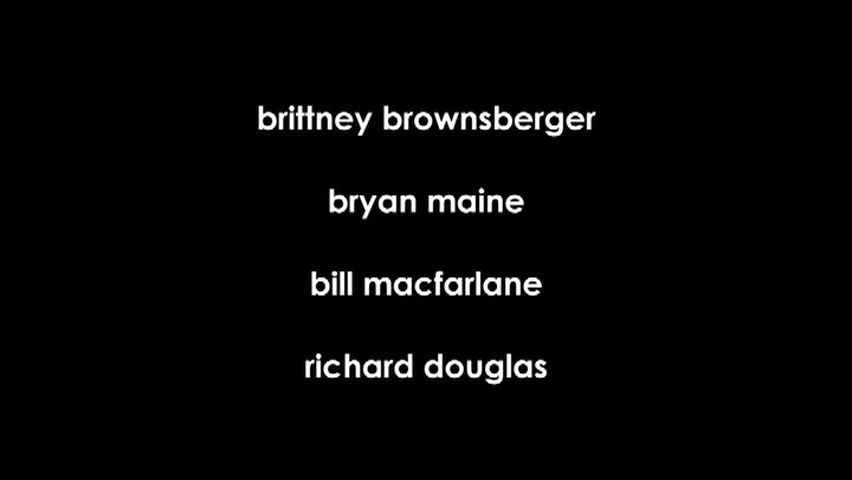 brittney brownsberger
bryan maine
bill macfarlane
richard douglas